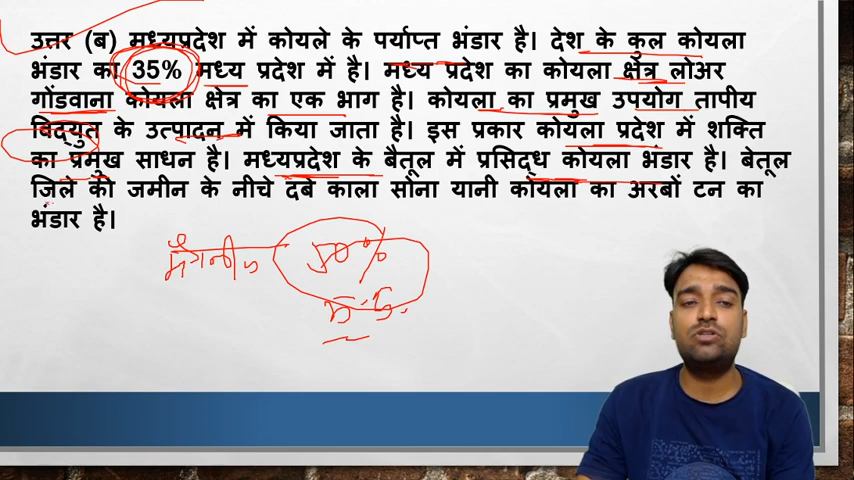 उत्तर (ब) मध्यप्रदेश में कोयले के पर्याप्त भंडार है। देश के कुल कोयला
भंडार का 35% मध्य प्रदेश में है। मध्य प्रदेश का कोयला क्षेत्र लोअर
गोंडवाना कोयला क्षेत्र का एक भाग है। कोयला का प्रमुख उपयोग तापीय
विद्युत के उत्पादन में किया जाता है। इस प्रकार कोयला प्रदेश में शक्ति
का प्रमुख साधन है। मध्यप्रदेश के बैतूल में प्रसिद्ध कोयला भंडार है। बेतूल
जिले की जमीन के नीचे दबे काला सोना यानी कोयला का अरबों टन का
भंडार है।
मैंगनीज 50%